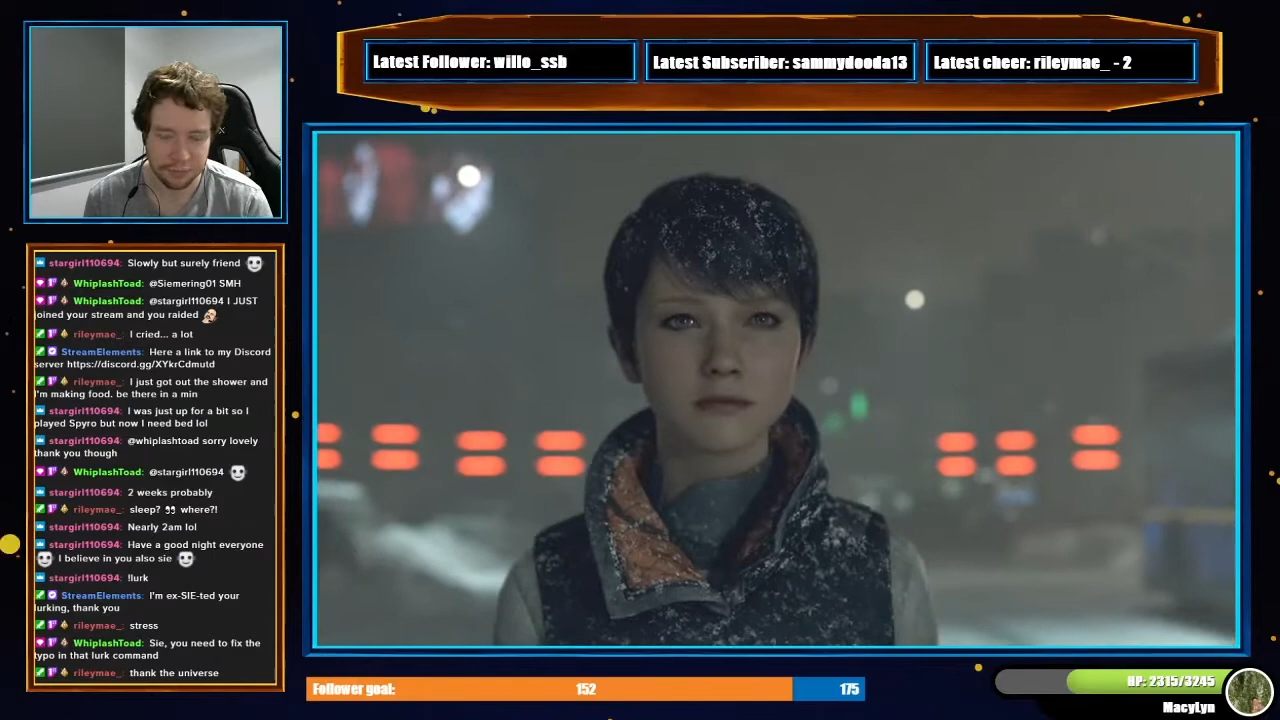 Latest Follower: willo_ssb
Latest Subscriber: sammydooda13
Latest cheer: rileymae_ - 2
stargirl110694: Slowly but surely friend
WhiplashToad: @Siemering01 SMH
WhiplashToad: @stargirl110694 I JUST
joined your stream and you raided
rileymae_: I cried... a lot
StreamElements: Here a link to my Discord
server https://discord.gg/XYkrCdmutd
rileymae_: I just got out the shower and
I'm making food. be there in a min
stargirl110694: I was just up for a bit so I
played Spyro but now I need bed lol
stargirl110694: @whiplashtoad sorry lovely
thank you though
WhiplashToad: @stargirl110694
stargirl110694: 2 weeks probably
rileymae_: sleep? 👀 where?!
stargirl110694: Nearly 2am lol
stargirl110694: Have a good night everyone
I believe in you also sie
stargirl110694: !lurk
StreamElements: I'm ex-SIE-ted your
lurking, thank you
rileymae_: stress
WhiplashToad: Sie, you need to fix the
typo in that lurk command
rileymae_: thank the universe
Follower goal: 152 175
HP: 2315/3245
MacyLyn